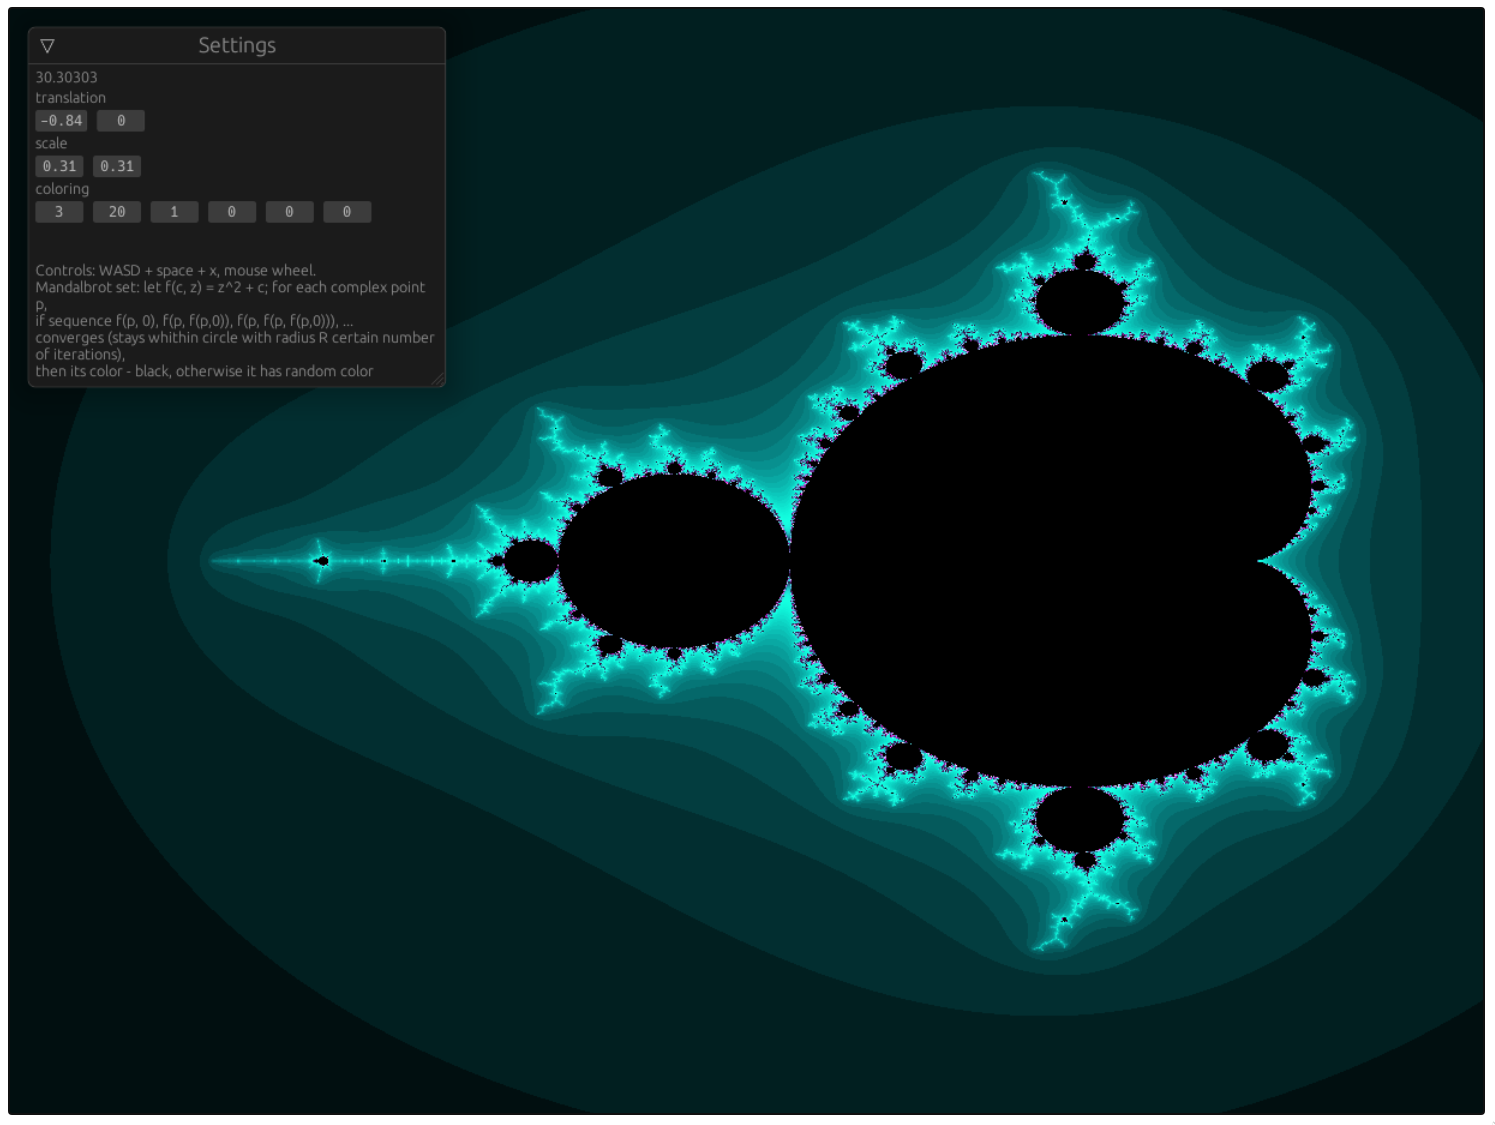 Settings
30.30303
translation
-0.84 0
scale
0.31 0.31
coloring
3 20 1 0 0 0
Controls: WASD + space + x, mouse wheel.
Mandalbrot set: let f(c, z) = z^2 + c; for each complex point
p,
if sequence f(p, 0), f(p, f(p,0)), f(p, f(p, f(p,0))), ...
converges (stays whithin circle with radius R certain number
of iterations),
then its color - black, otherwise it has random color